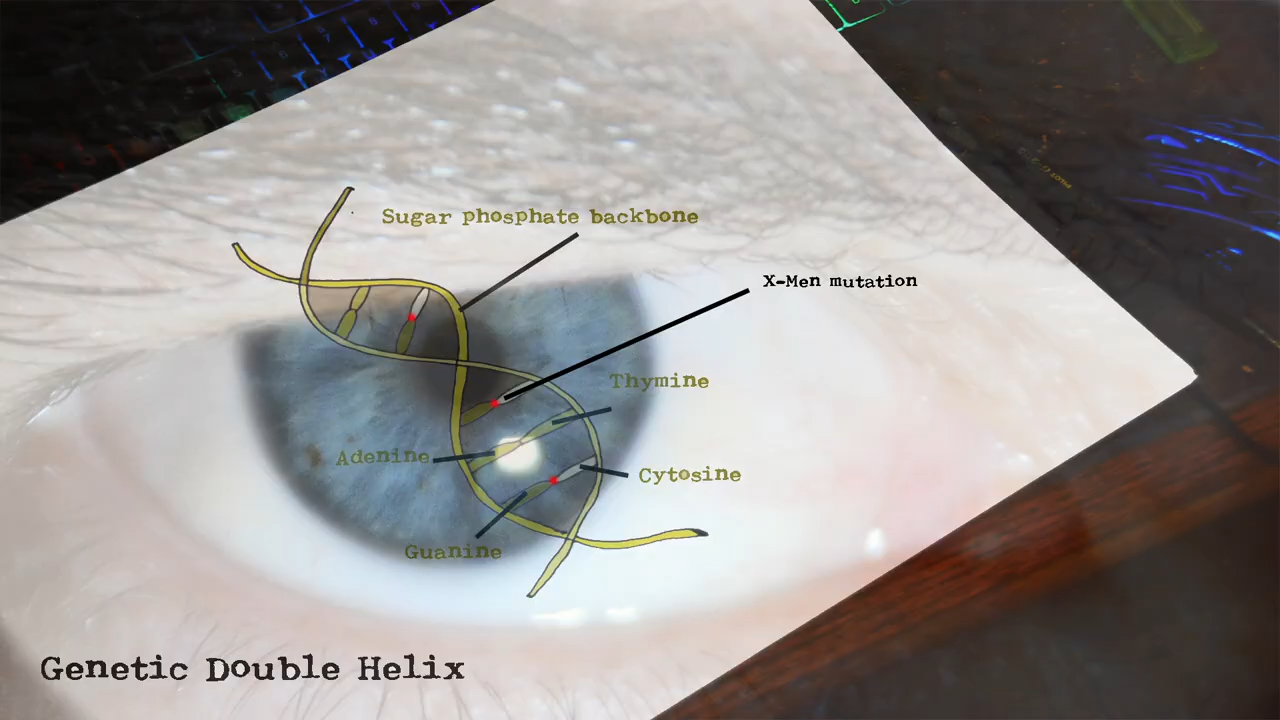 Sugar phosphate backbone
X-Men mutation
Thymine
Adenine
Cytosine
Guanine
Genetic Double Helix